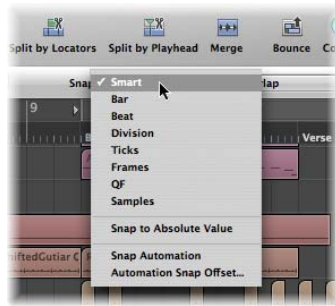 Split by Locators Split by Playhead Merge Bounce
Snap
Smart
Bar
Beat
Division
Ticks
Frames
QF
Samples
Snap to Absolute Value
Snap Automation
Automation Snap Offset...
9
Verse
iftedGutiar C